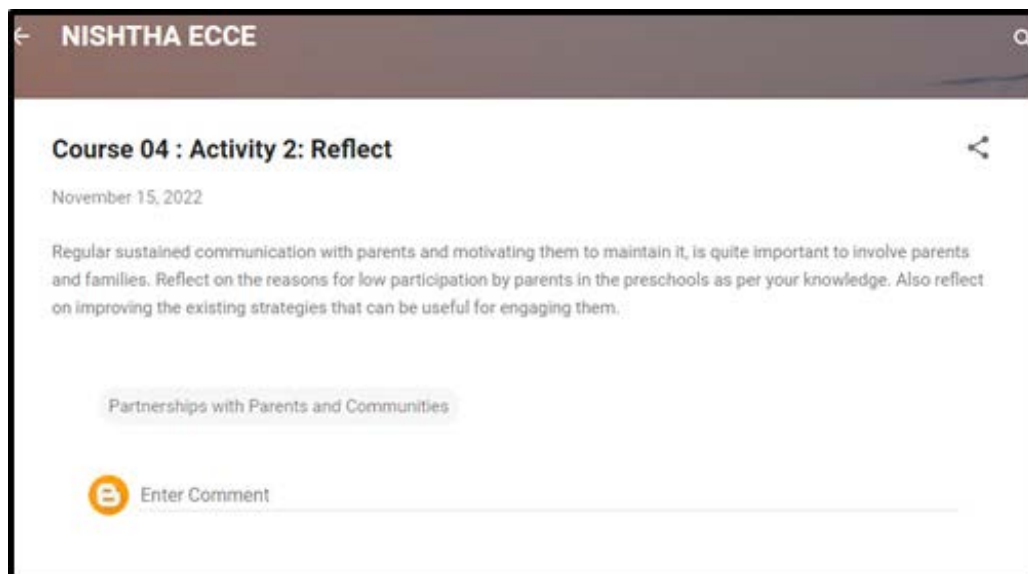 NISHTHA ECCE
Course 04 : Activity 2: Reflect
November 15, 2022
Regular sustained communication with parents and motivating them to maintain it, is quite important to involve parents
and families. Reflect on the reasons for low participation by parents in the preschools as per your knowledge. Also reflect
on improving the existing strategies that can be useful for engaging them.
Partnerships with Parents and Communities
Enter Comment